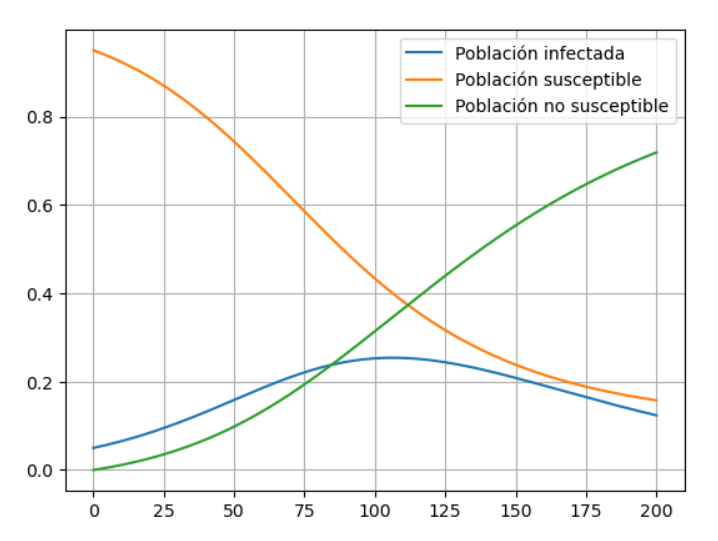 Población infectada
Población susceptible
Población no susceptible
0.8
0.6
0.4
0.2
0.0
0 25 50 75 100 125 150 175 200